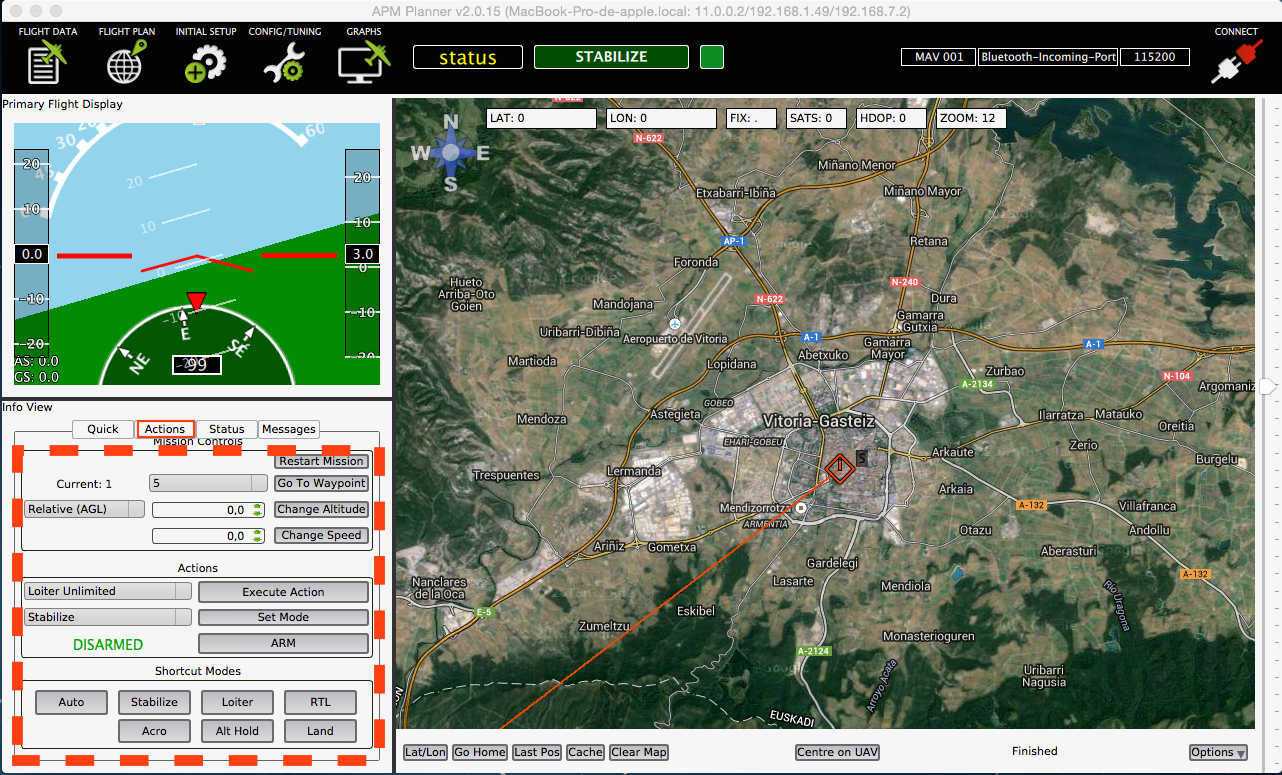 APM Planner v2.0.15 (MacBook-Pro-de-apple.local: 11.0.0.2/192.168.1.49/192.168.7.2)
FLIGHT DATA
FLIGHT PLAN
INITIAL SETUP
CONFIG/TUNING
GRAPHS
status
STABILIZE
MAV 001
Bluetooth-Incoming-Port
115200
CONNECT
Primary Flight Display
30
20
60
45
20
10
0.0
-10
-20
20
10
0
-10
20
10
3.0
0
-10
-20
AS: 0.0
GS: 0.0
NE
E
SE
99
Info View
Quick
Actions
Status
Messages
Mission Controls
Restart Mission
Current: 1
5
Go To Waypoint
Relative (AGL)
0,0
Change Altitude
0,0
Change Speed
Actions
Loiter Unlimited
Execute Action
Stabilize
Set Mode
DISARMED
ARM
Shortcut Modes
Auto
Stabilize
Loiter
RTL
Acro
Alt Hold
Land
N
W
E
S
LAT: 0
LON: 0
FIX: .
SATS: 0
HDOP: 0
ZOOM: 12
N-622
N-622
Miñano Menor
Etxabarri-Ibiña
Miñano Mayor
AP-1
Retana
Foronda
Hueto
Arriba-Oto
Goien
N-240
Mandojana
N-622
Dura
Gamarra
Gutxia
Uribarri-Dibiña
Aeropuerto de Vitoria
A-1
Gamarra
Mayor
A-1
Abetxuko
Martioda
Lopidana
Zurbao
N-104
A-2134
Argomaniz
GOBEO
Mendoza
Astegieta
Vitoria-Gasteiz
Ilarratza
Matauko
Oreitia
EHARI-GOBEU
Zerio
Arkaute
Burgelu
S
Trespuentes
Lermanda
Arkaia
Mendizorrotza
A-132
Villafranca
ARMENTIA
Otazu
Andollu
Ariñiz
Gometxa
Aberasturi
Gardelegi
A-132
Nanclares
de la Oca
Lasarte
Mendiola
Río Uragona
E-5
Eskibel
Zumeltzu
Monasterioguren
A-2124
Google
Uribarri
Nagusia
Arroyo Acata
EUSKADI
Lat/Lon
Go Home
Last Pos
Cache
Clear Map
Centre on UAV
Finished
Options